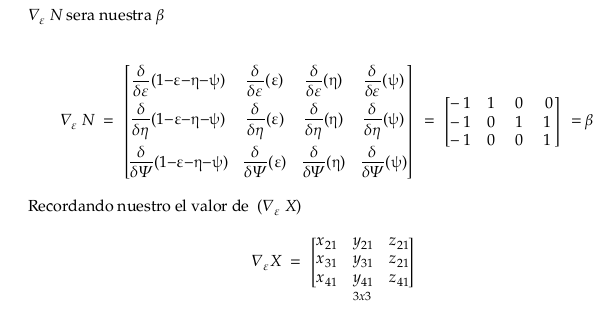 ∇ε N sera nuestra β
∇ε N = [δ/δε(1−ε−η−ψ) δ/δε(ε) δ/δε(η) δ/δε(ψ)
δ/δη(1−ε−η−ψ) δ/δη(ε) δ/δη(η) δ/δη(ψ)
δ/δΨ(1−ε−η−ψ) δ/δΨ(ε) δ/δΨ(η) δ/δΨ(ψ)] = [−1 1 0 0
−1 0 1 1
−1 0 0 1] = β
Recordando nuestro el valor de (∇ε X)
∇εX = [x21 y21 z21
x31 y31 z21
x41 y41 z41]
3x3